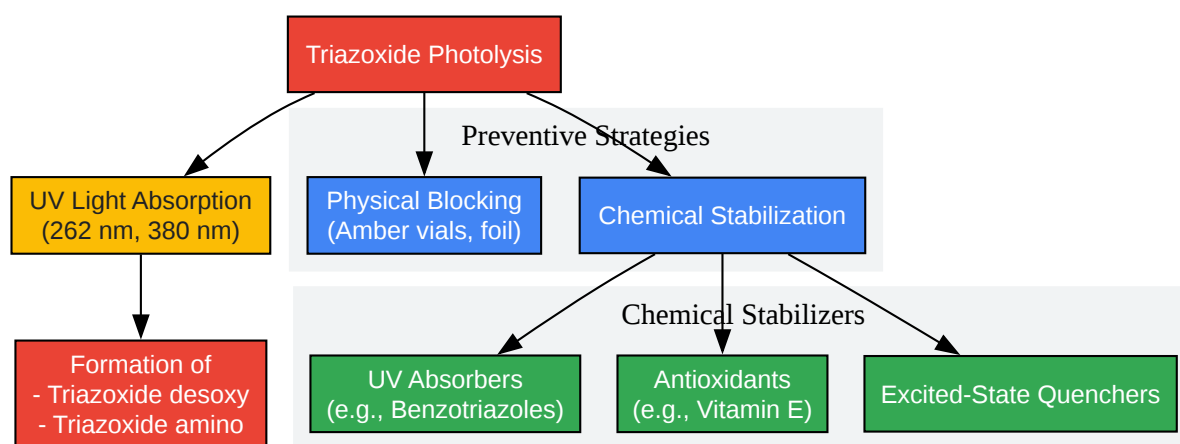 Triazoxide Photolysis
Preventive Strategies
UV Light Absorption
(262 nm, 380 nm)
Physical Blocking
(Amber vials, foil)
Chemical Stabilization
Chemical Stabilizers
Formation of
- Triazoxide desoxy
- Triazoxide amino
UV Absorbers
(e.g., Benzotriazoles)
Antioxidants
(e.g., Vitamin E)
Excited-State Quenchers